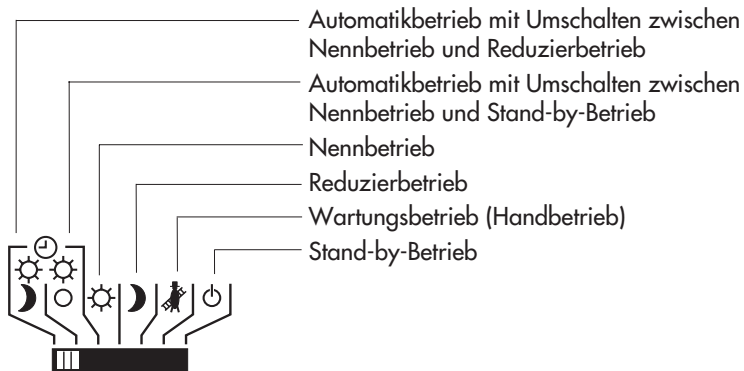 Automatikbetrieb mit Umschalten zwischen
Nennbetrieb und Reduzierbetrieb
Automatikbetrieb mit Umschalten zwischen
Nennbetrieb und Stand-by-Betrieb
Nennbetrieb
Reduzierbetrieb
Wartungsbetrieb (Handbetrieb)
Stand-by-Betrieb